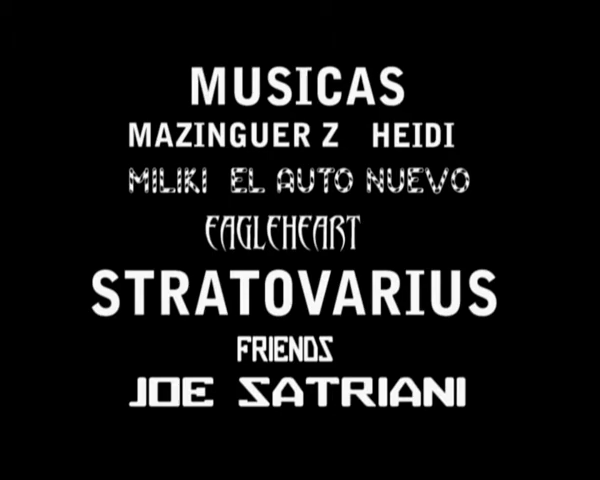 MUSICAS
MAZINGUER Z HEIDI
MILIKI EL AUTO NUEVO
EAGLEHEART
STRATOVARIUS
FRIENDS
JOE SATRIANI